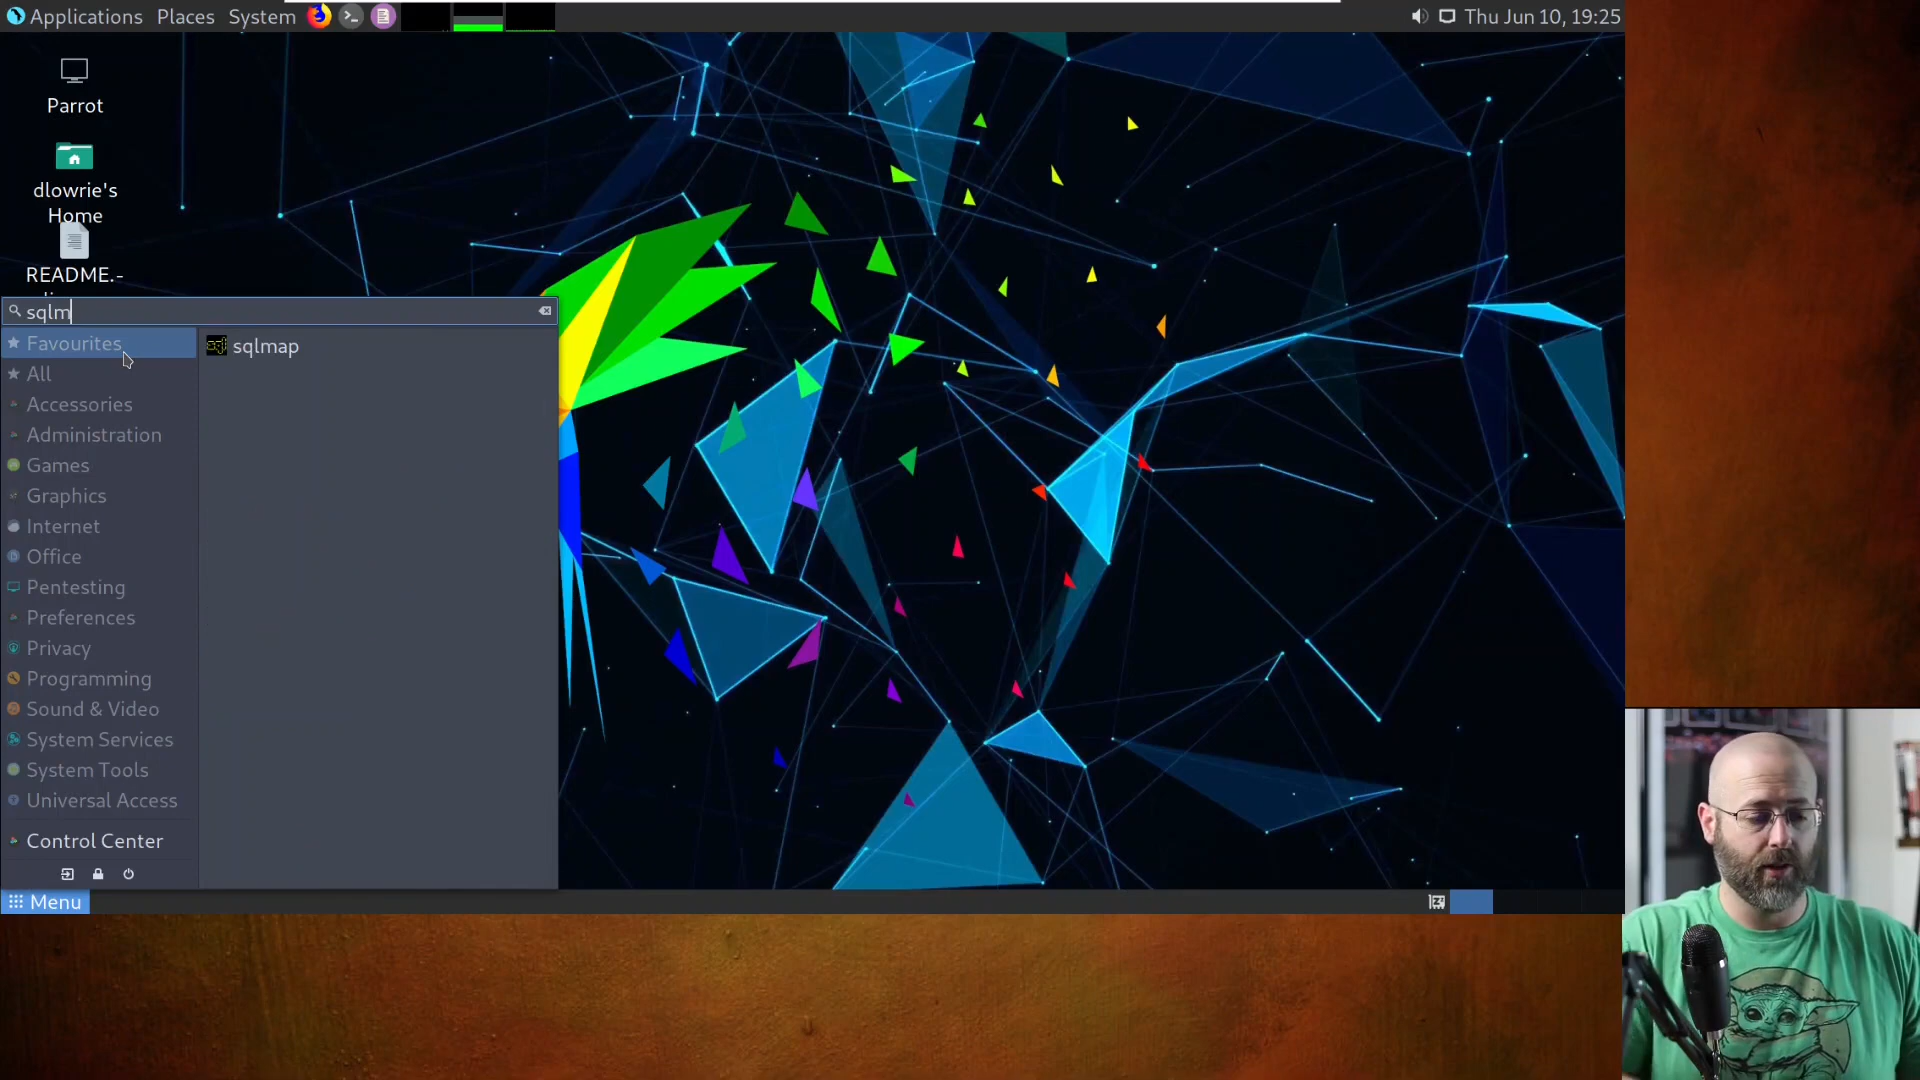 Applications Places System Thu Jun 10, 19:25
Parrot
dlowrie's
Home
README.-
sqlm
Favourites
sqlmap
All
Accessories
Administration
Games
Graphics
Internet
Office
Pentesting
Preferences
Privacy
Programming
Sound & Video
System Services
System Tools
Universal Access
Control Center
Menu